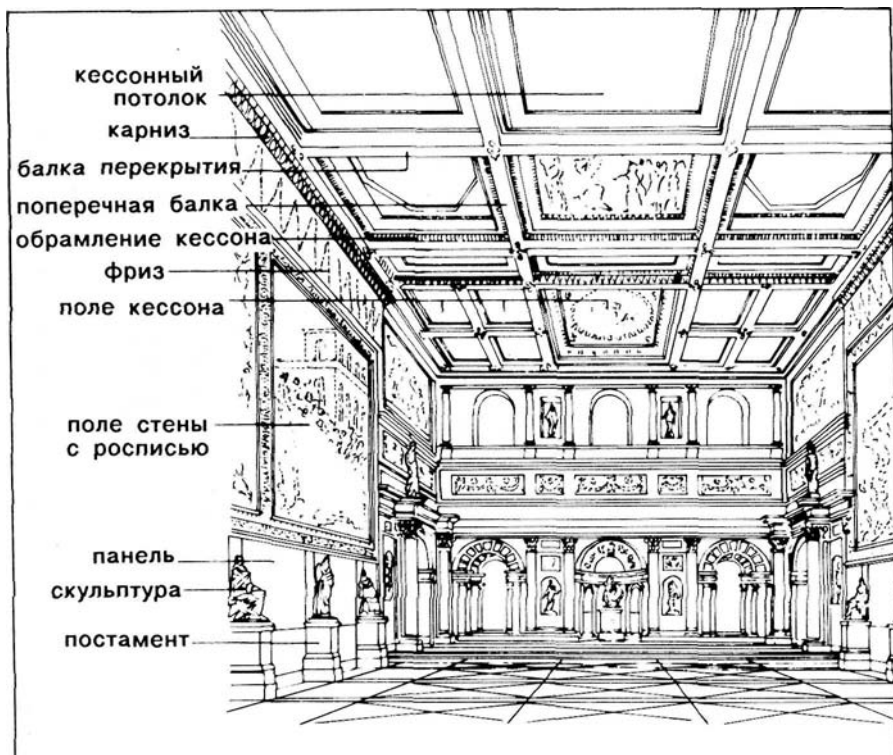 кессонный
потолок
карниз
балка перекрытия
поперечная балка
обрамление кессона
фриз
поле кессона
поле стены
с росписью
панель
скульптура
постамент